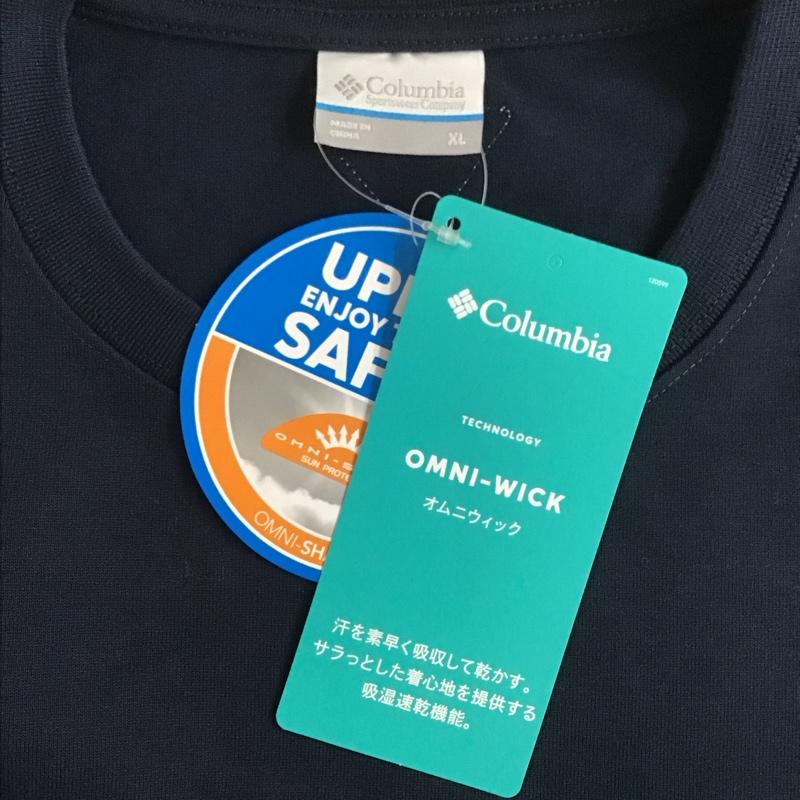 Columbia
Sportswear Company
MADE IN
CHINA
XL
UP
ENJOY
SAF
OMNI-S
SUN PROTE
OMNI-SHA
120599
Columbia
TECHNOLOGY
OMNI-WICK
オムニウィック
汗を素早く吸収して乾かす。
サラっとした着心地を提供する
吸湿速乾機能。